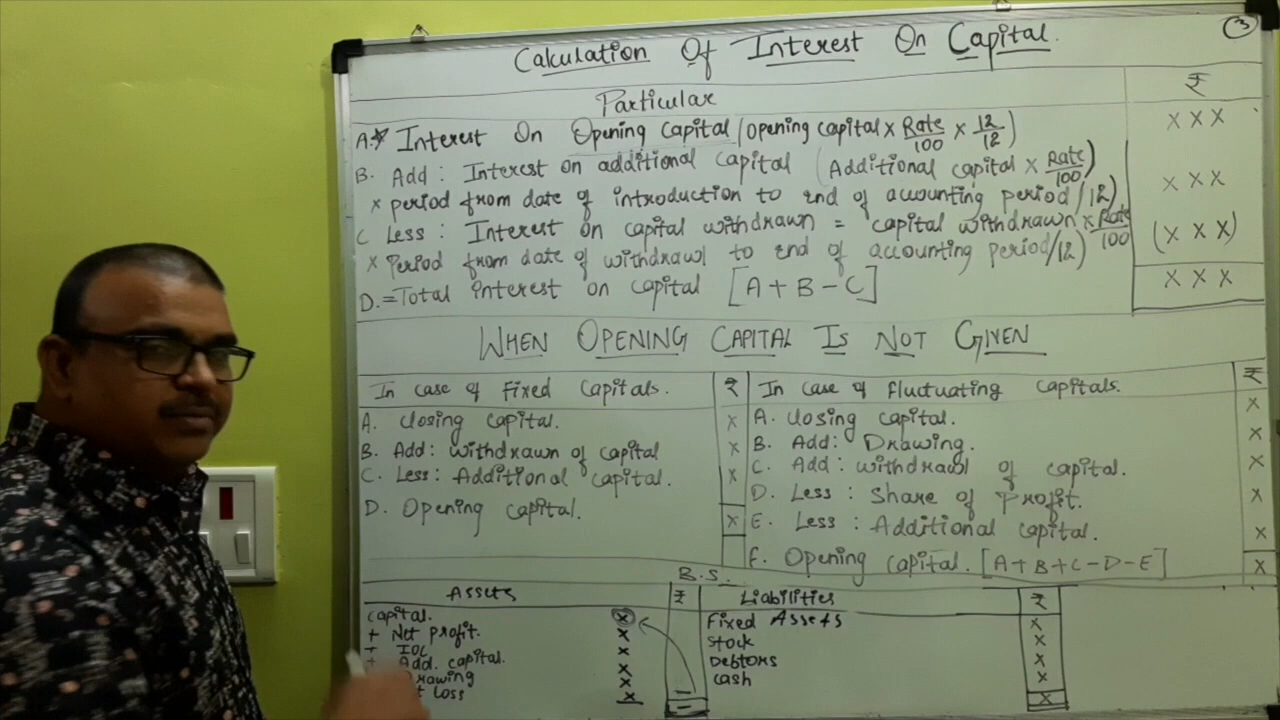 Calculation Of Interest On Capital. 3
Particular ₹
A.* Interest On Opening Capital (opening capital × Rate/100 × 12/12) ×××
B. Add: Interest on additional capital (Additional capital × Rate/100)
× period from date of introduction to end of accounting period/12) ×××
C Less: Interest on capital withdrawn = capital withdrawn × Rate/100 (×××)
× Period from date of withdrawl to end of accounting period/12)
D.=Total interest on capital [A+B-C] ×××
WHEN OPENING CAPITAL IS NOT GIVEN
In case of Fixed Capitals. ₹
A. Closing capital. ×
B. Add: withdrawn of capital ×
C. Less: Additional capital. ×
D. Opening capital. ×
In case of Fluctuating Capitals. ₹
A. Closing capital. ×
B. Add: Drawing. ×
C. Add: withdrawl of capital. ×
D. Less: Share of Profit. ×
E. Less: Additional capital. ×
F. Opening capital. [A+B+C-D-E] ×
B.S.
Assets ₹ Liabilities ₹
capital. ×
+ Net profit. ×
+ IOC ×
+ Add. capital. ×
rawing ×
Loss ×
Fixed Assets ×
Stock ×
Debtors ×
cash ×
×